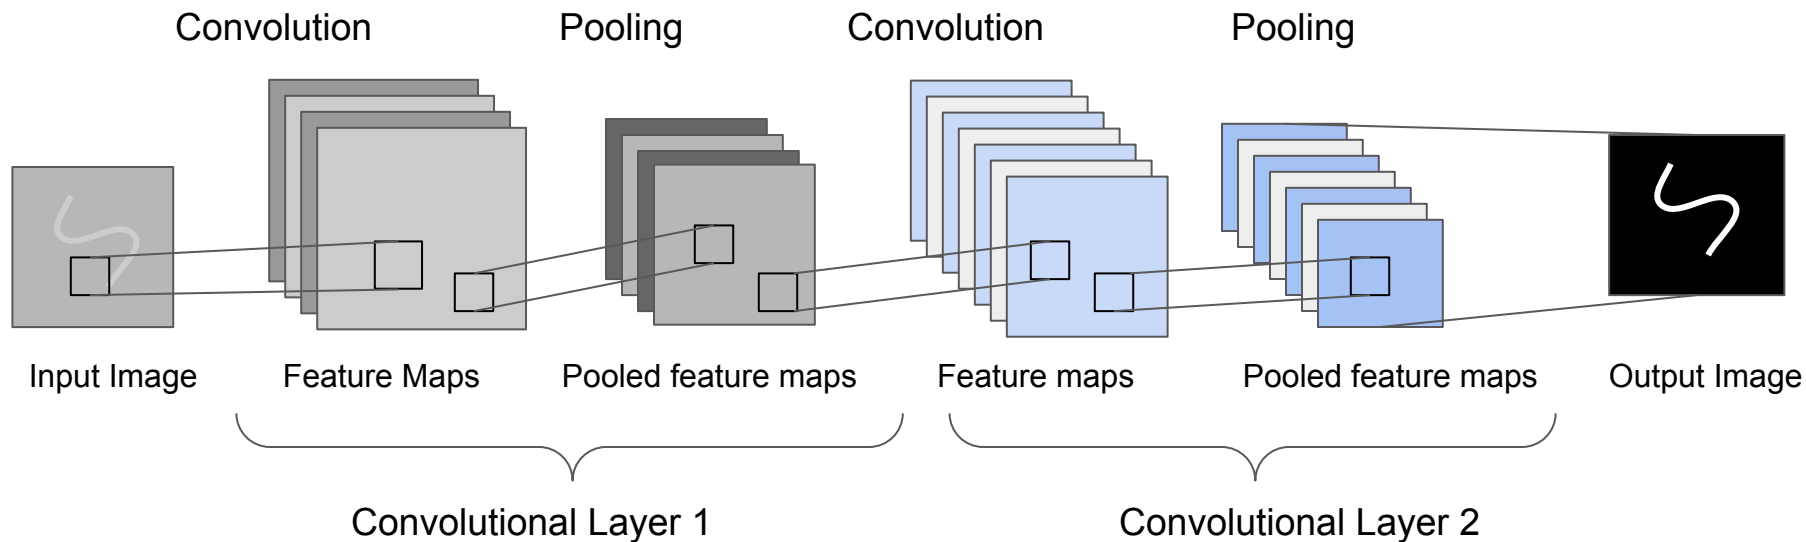 Convolution Pooling Convolution Pooling
Input Image Feature Maps Pooled feature maps Feature maps Pooled feature maps Output Image
Convolutional Layer 1 Convolutional Layer 2